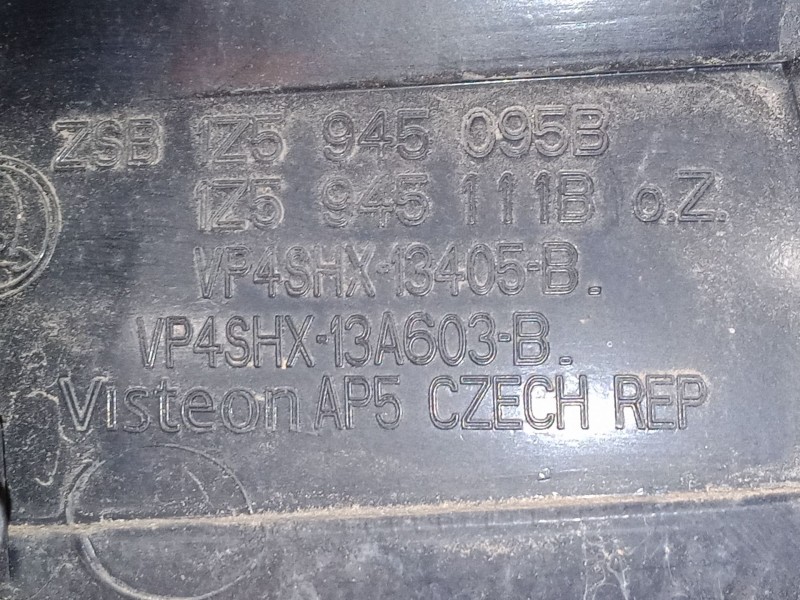 ZSB 1Z5 945 095B
1Z5 945 111B o.Z.
VP4SHX-13405-B.
VP4SHX-13A603-B.
Visteon AP5 CZECH REP